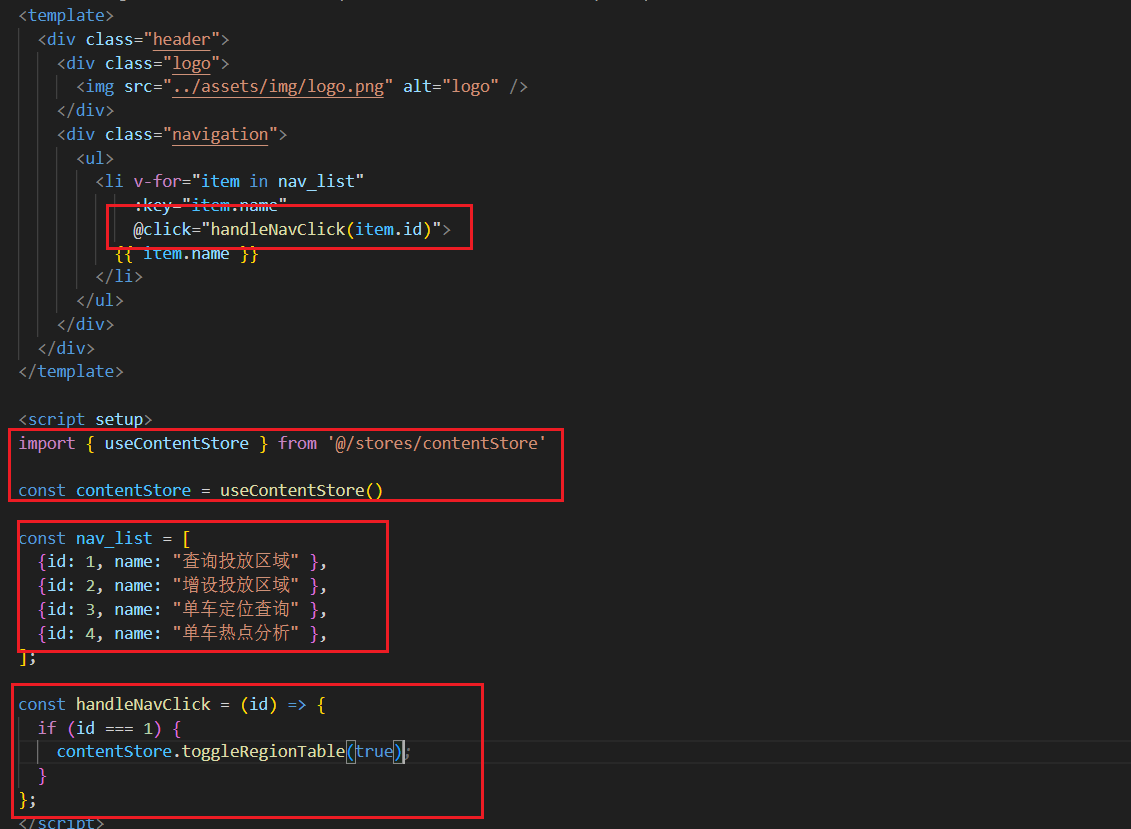 <template>
  <div class="header">
    <div class="logo">
      <img src="../assets/img/logo.png" alt="logo" />
    </div>
    <div class="navigation">
      <ul>
        <li v-for="item in nav_list"
            :key="item.name"
            @click="handleNavClick(item.id)">
          {{ item.name }}
        </li>
      </ul>
    </div>
  </div>
</template>
<script setup>
import { useContentStore } from '@/stores/contentStore'
const contentStore = useContentStore()
const nav_list = [
  {id: 1, name: "查询投放区域" },
  {id: 2, name: "增设投放区域" },
  {id: 3, name: "单车定位查询" },
  {id: 4, name: "单车热点分析" },
];
const handleNavClick = (id) => {
  if (id === 1) {
    contentStore.toggleRegionTable(true);
  }
};
</script>